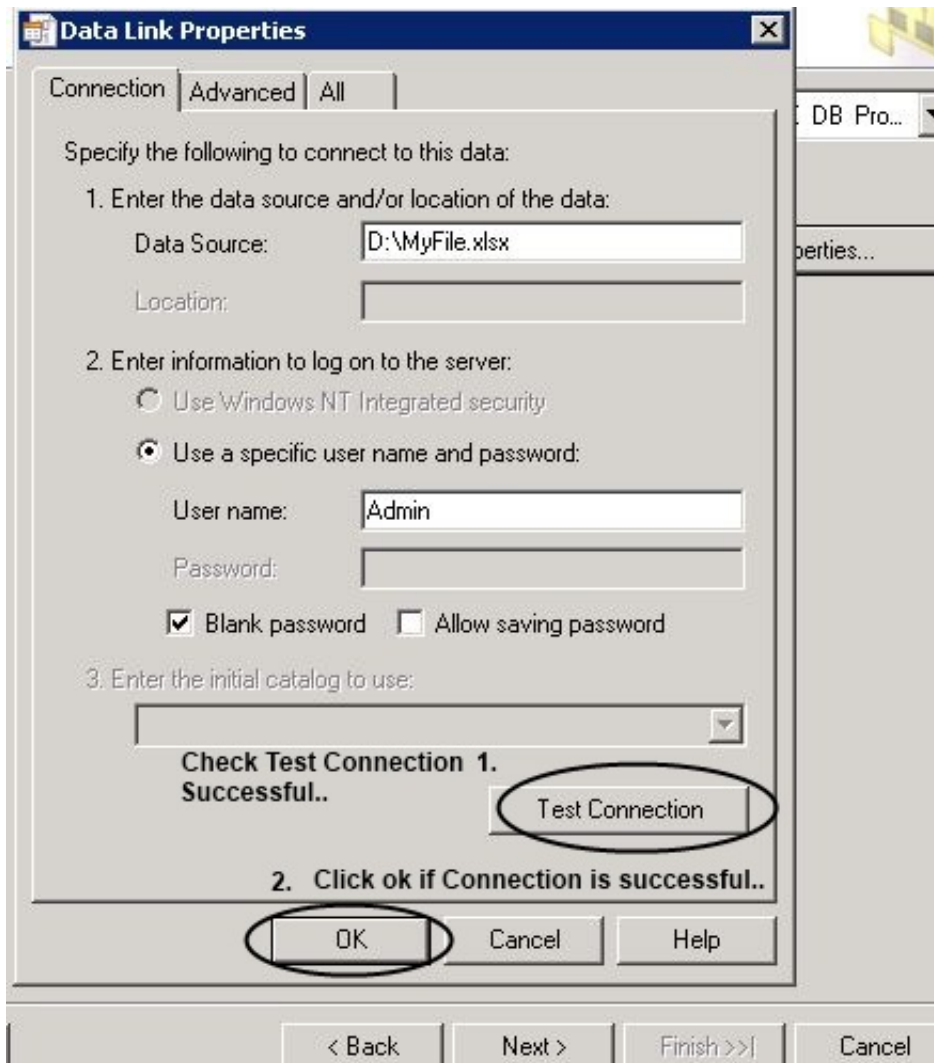 Data Link Properties
Connection Advanced All
DB Pro...
Specify the following to connect to this data:
1. Enter the data source and/or location of the data:
Data Source: D:\MyFile.xlsx
perties...
Location:
2. Enter information to log on to the server:
Use Windows NT Integrated security
Use a specific user name and password:
User name: Admin
Password:
Blank password Allow saving password
3. Enter the initial catalog to use:
Check Test Connection 1.
Successful..
Test Connection
2. Click ok if Connection is successful..
OK Cancel Help
< Back Next > Finish >>| Cancel